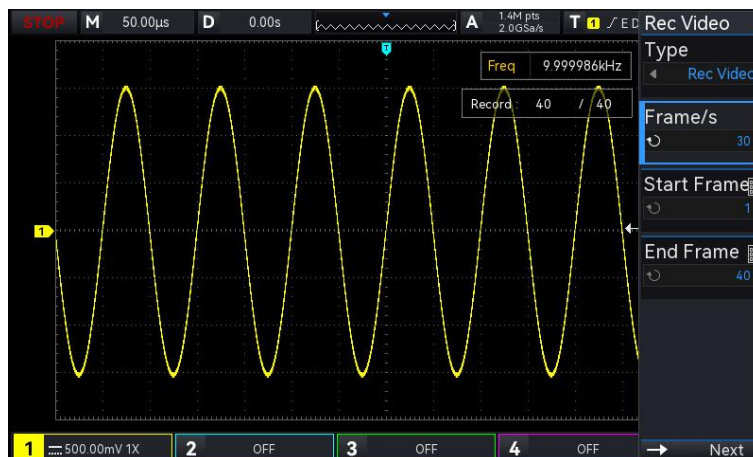 STOP M 50.00μs D 0.00s A 1.4M pts 2.0GSa/s T 1 ED
Rec Video
Type
Rec Video
Frame/s
30
Start Frame
1
End Frame
40
Next
T
Freq 9.999986kHz
Record: 40 / 40
1
1 500.00mV 1X 2 OFF 3 OFF 4 OFF